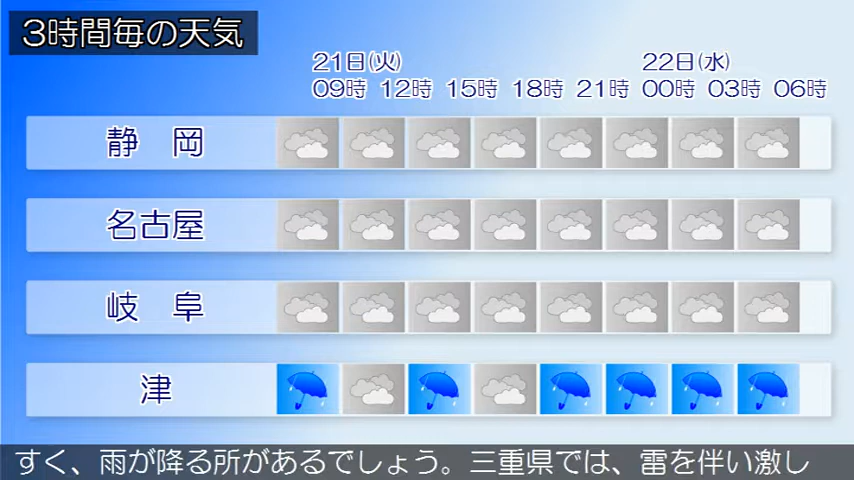 3時間毎の天気
21日(火) 22日(水)
09時 12時 15時 18時 21時 00時 03時 06時
静 岡
名古屋
岐 阜
津
すく、雨が降る所があるでしょう。三重県では、雷を伴い激し